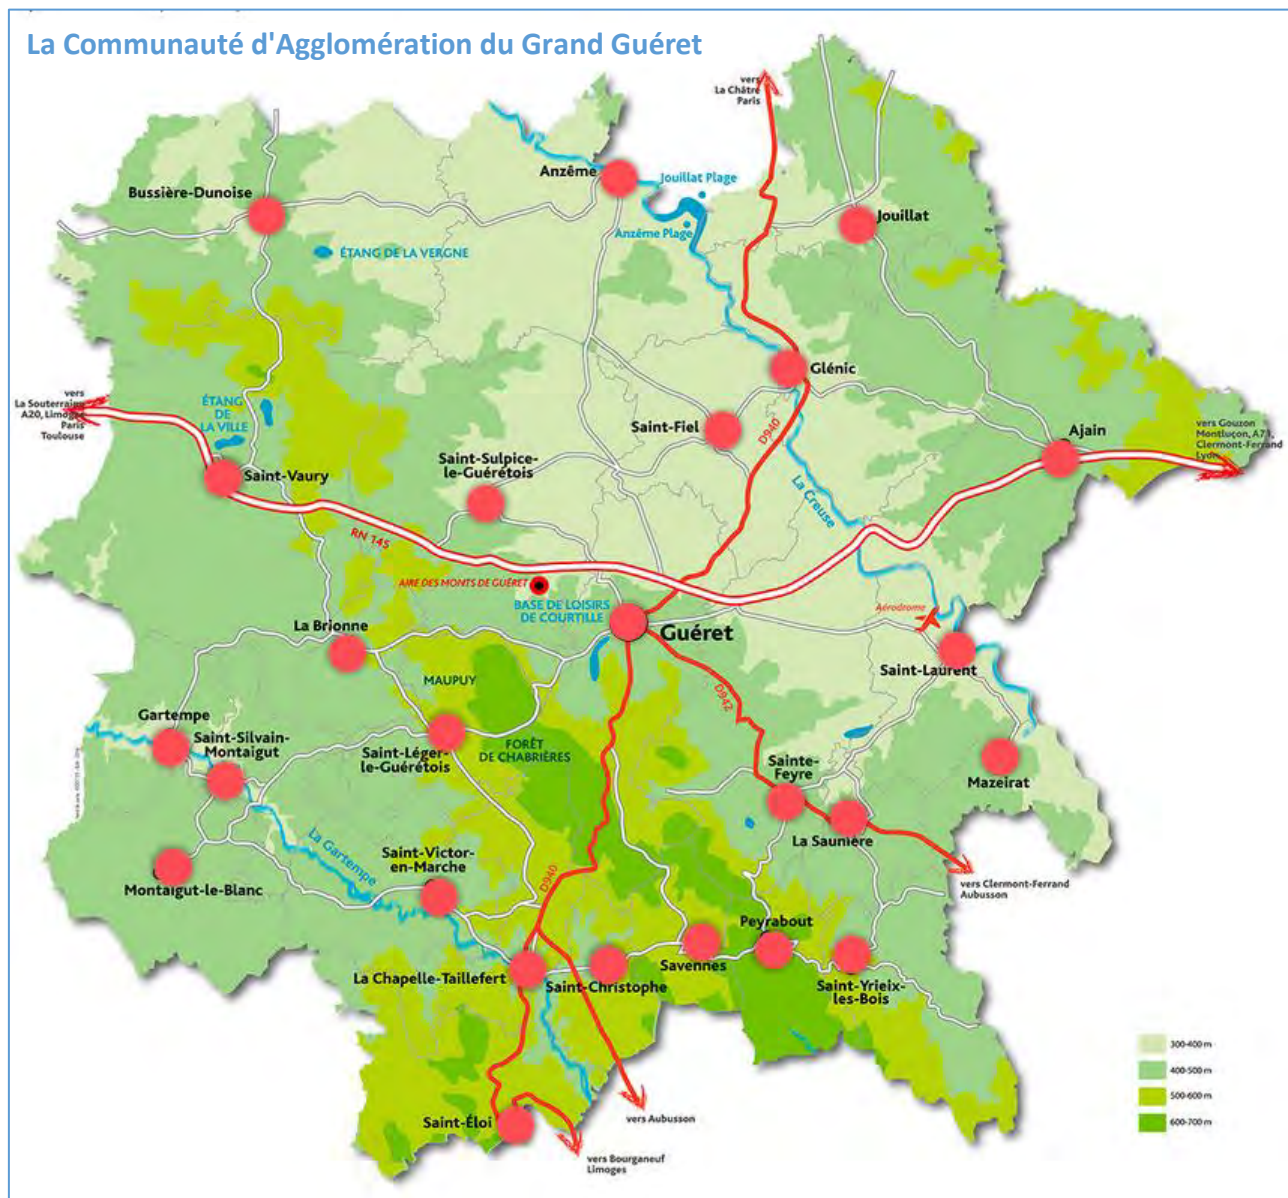 La Communauté d'Agglomération du Grand Guéret
vers
La Châtre
Paris
Anzême
Jouillat Plage
Bussière-Dunoise
Jouillat
Anzême Plage
ÉTANG DE LA VERGNE
Glénic
vers
La Souterraine
A20, Limoges
Paris
Toulouse
ÉTANG
DE
LA VILLE
Saint-Fiel
D940
Ajain
vers Gouzon
Montluçon, A71,
Clermont-Ferrand
Lyon
Saint-Sulpice-
le-Guérétois
Saint-Vaury
La Creuse
RN 145
AIRE DES MONTS DE GUÉRET
BASE DE LOISIRS
DE COURTILLE
Aérodrome
La Brionne
Guéret
Saint-Laurent
MAUPUY
D942
Gartempe
Saint-Silvain-
Montaigut
Saint-Léger-
le-Guérétois
FORÊT
DE CHABRIÈRES
Sainte-
Feyre
Mazeirat
La Saunière
La Gartempe
Saint-Victor-
en-Marche
D940
Montaigut-le-Blanc
vers Clermont-Ferrand
Aubusson
Peyrabout
Savennes
La Chapelle-Taillefert
Saint-Christophe
Saint-Yrieix-
les-Bois
300-400 m
400-500 m
500-600 m
600-700 m
Saint-Éloi
vers Aubusson
vers Bourganeuf
Limoges